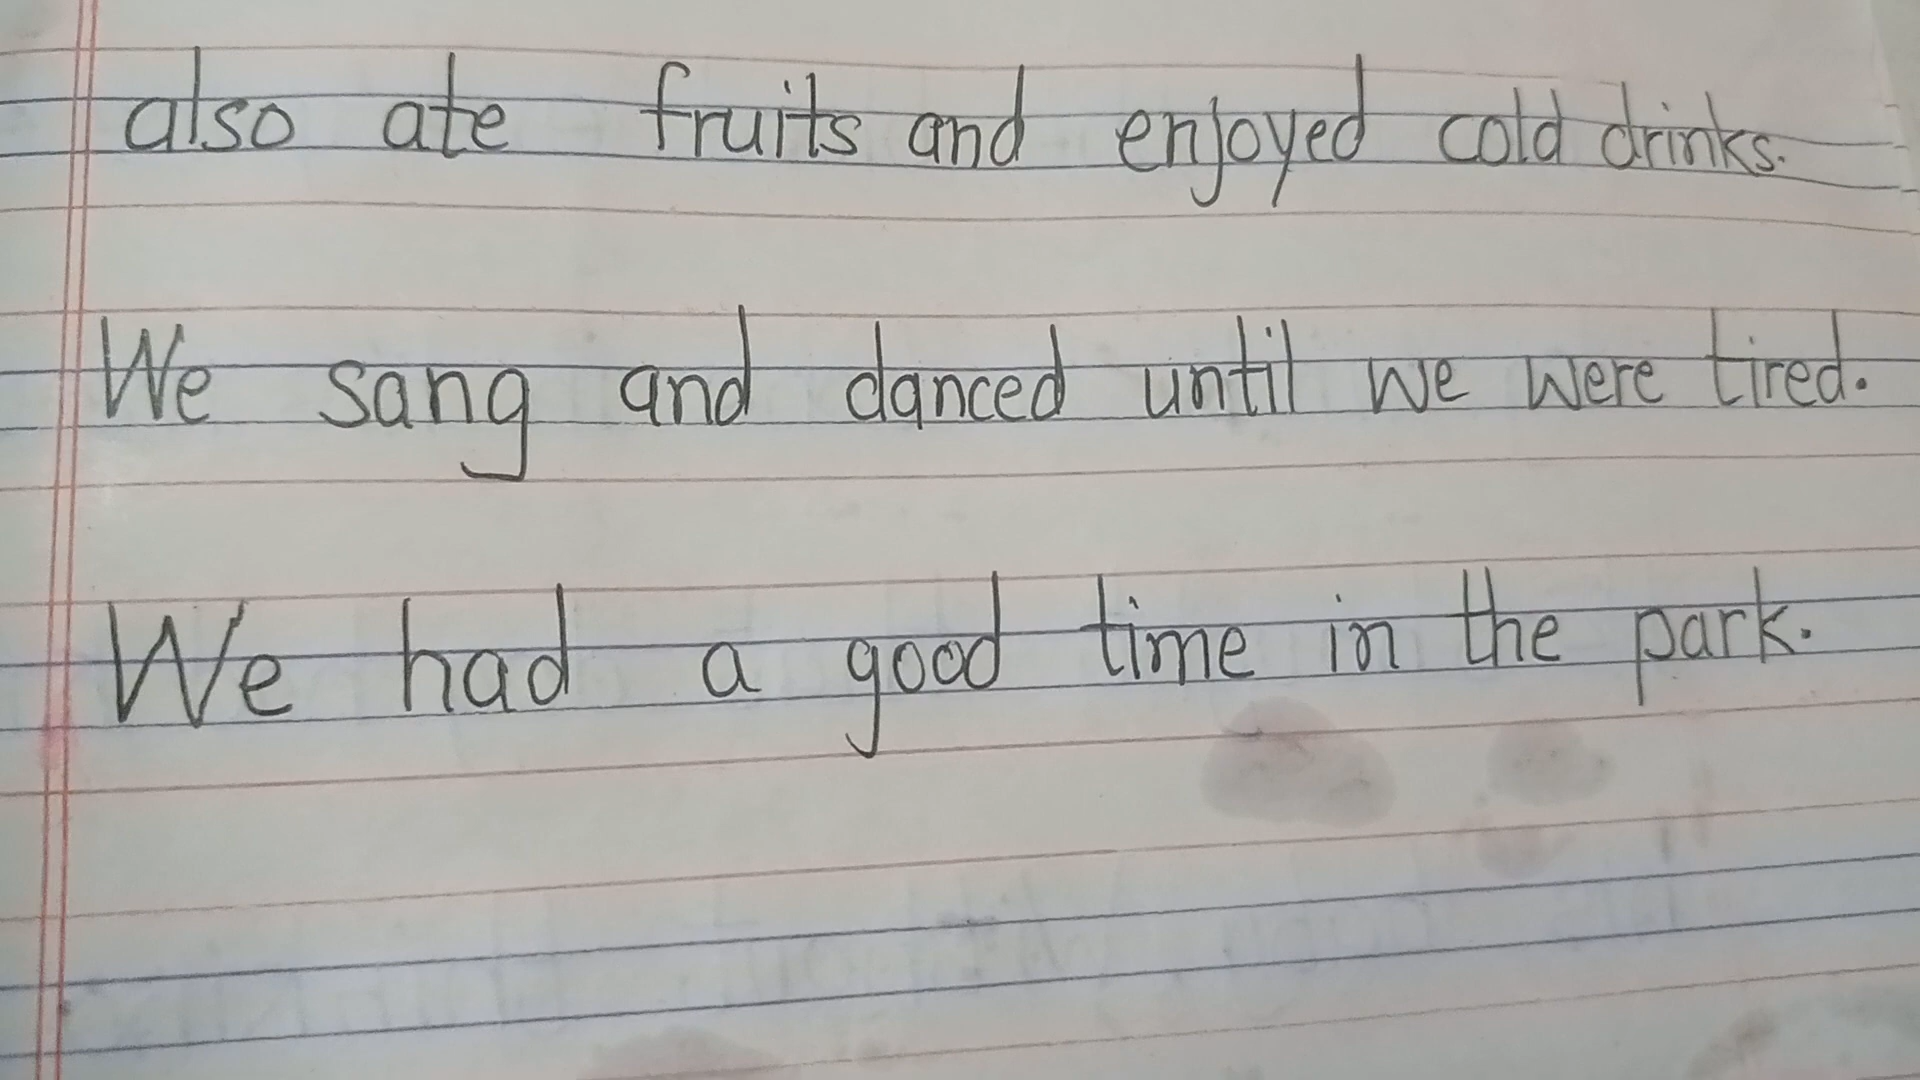 also ate fruits and enjoyed cold drinks.
We sang and danced until we were tired.
We had a good time in the park.